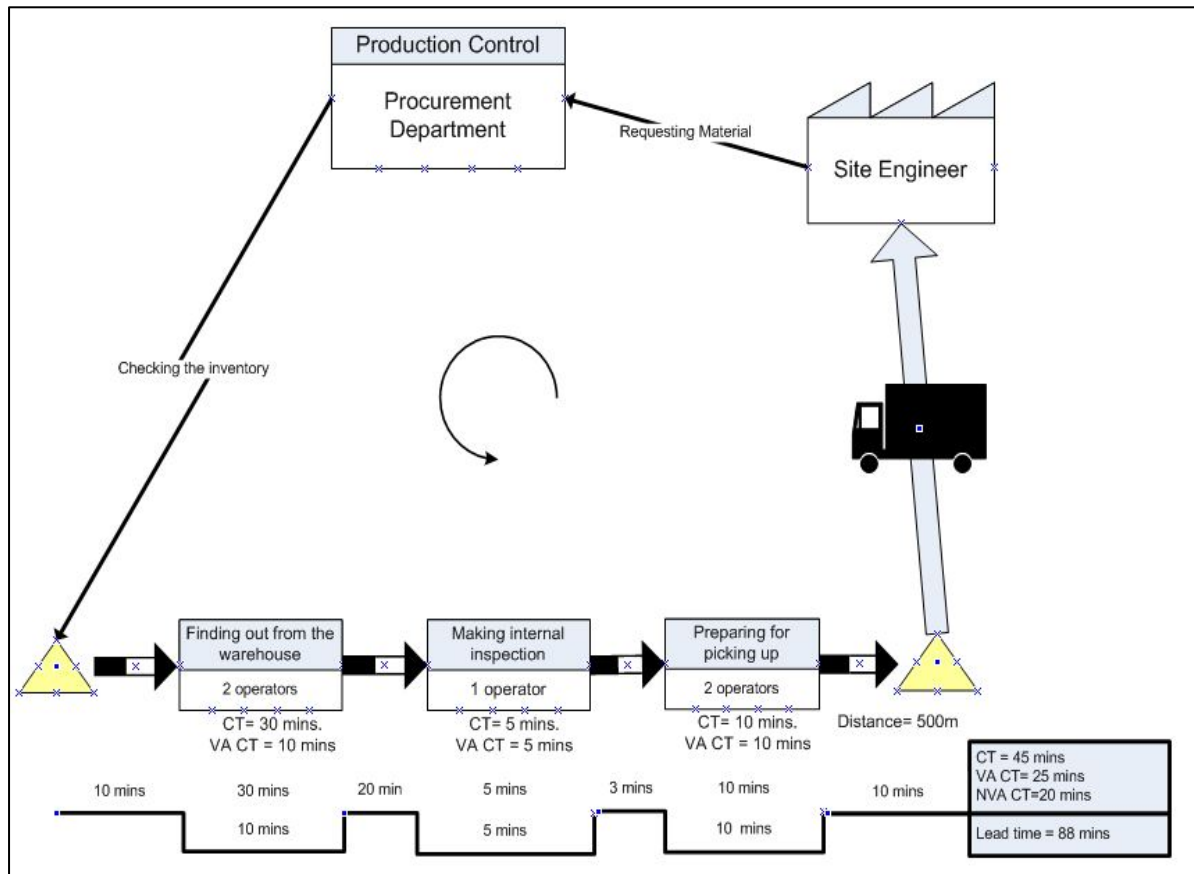 Production Control
Procurement
Department
Requesting Material
Site Engineer
Checking the inventory
Finding out from the
warehouse
2 operators
CT= 30 mins.
VA CT = 10 mins
Making internal
inspection
1 operator
CT= 5 mins.
VA CT = 5 mins
Preparing for
picking up
2 operators
CT= 10 mins.
VA CT = 10 mins
Distance= 500m
10 mins
30 mins
20 min
5 mins
3 mins
10 mins
10 mins
10 mins
5 mins
10 mins
CT = 45 mins
VA CT= 25 mins
NVA CT=20 mins
Lead time = 88 mins